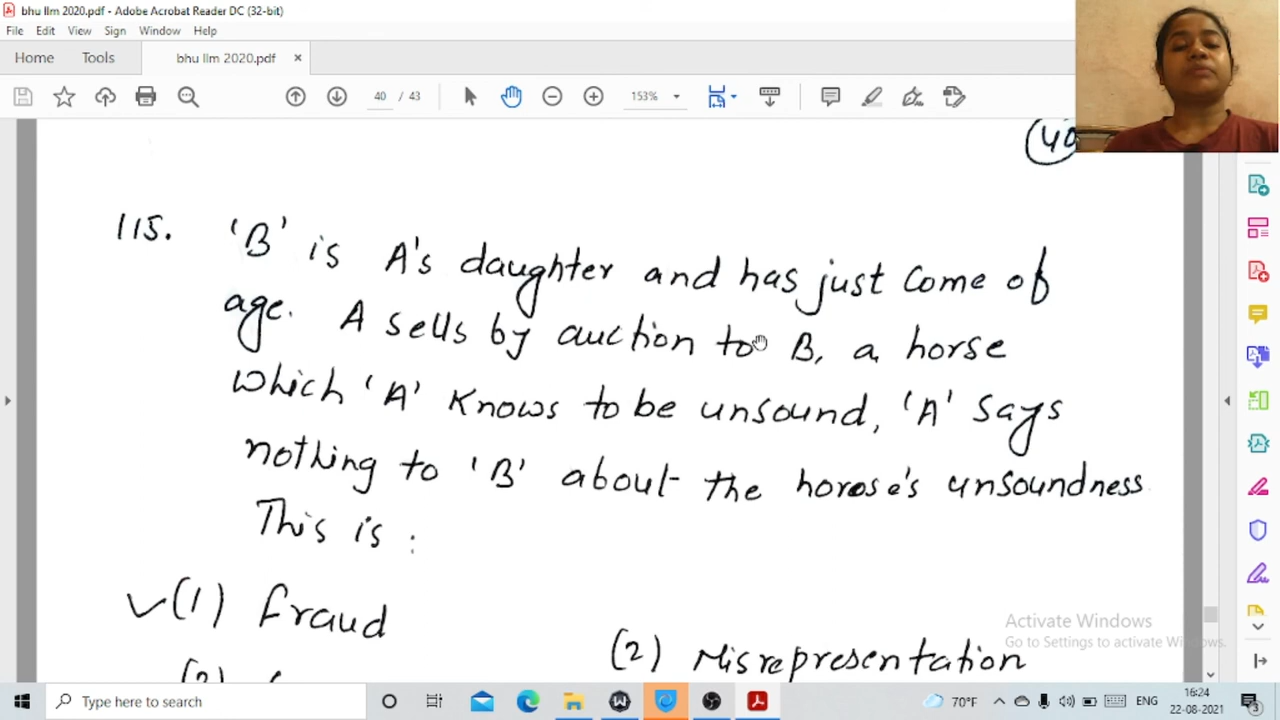 bhu llm 2020.pdf - Adobe Acrobat Reader DC (32-bit)
File Edit View Sign Window Help
Home Tools bhu llm 2020.pdf ×
40 / 43 153%
40
115. 'B' is A's daughter and has just come of
age. A sells by auction to B, a horse
which 'A' knows to be unsound, 'A' says
nothing to 'B' about the horse's unsoundness
This is :
(1) fraud
(2) Misrepresentation
Activate Windows
Go to Settings to activate Windows.
Type here to search
70°F ENG 16:24
22-08-2021
3